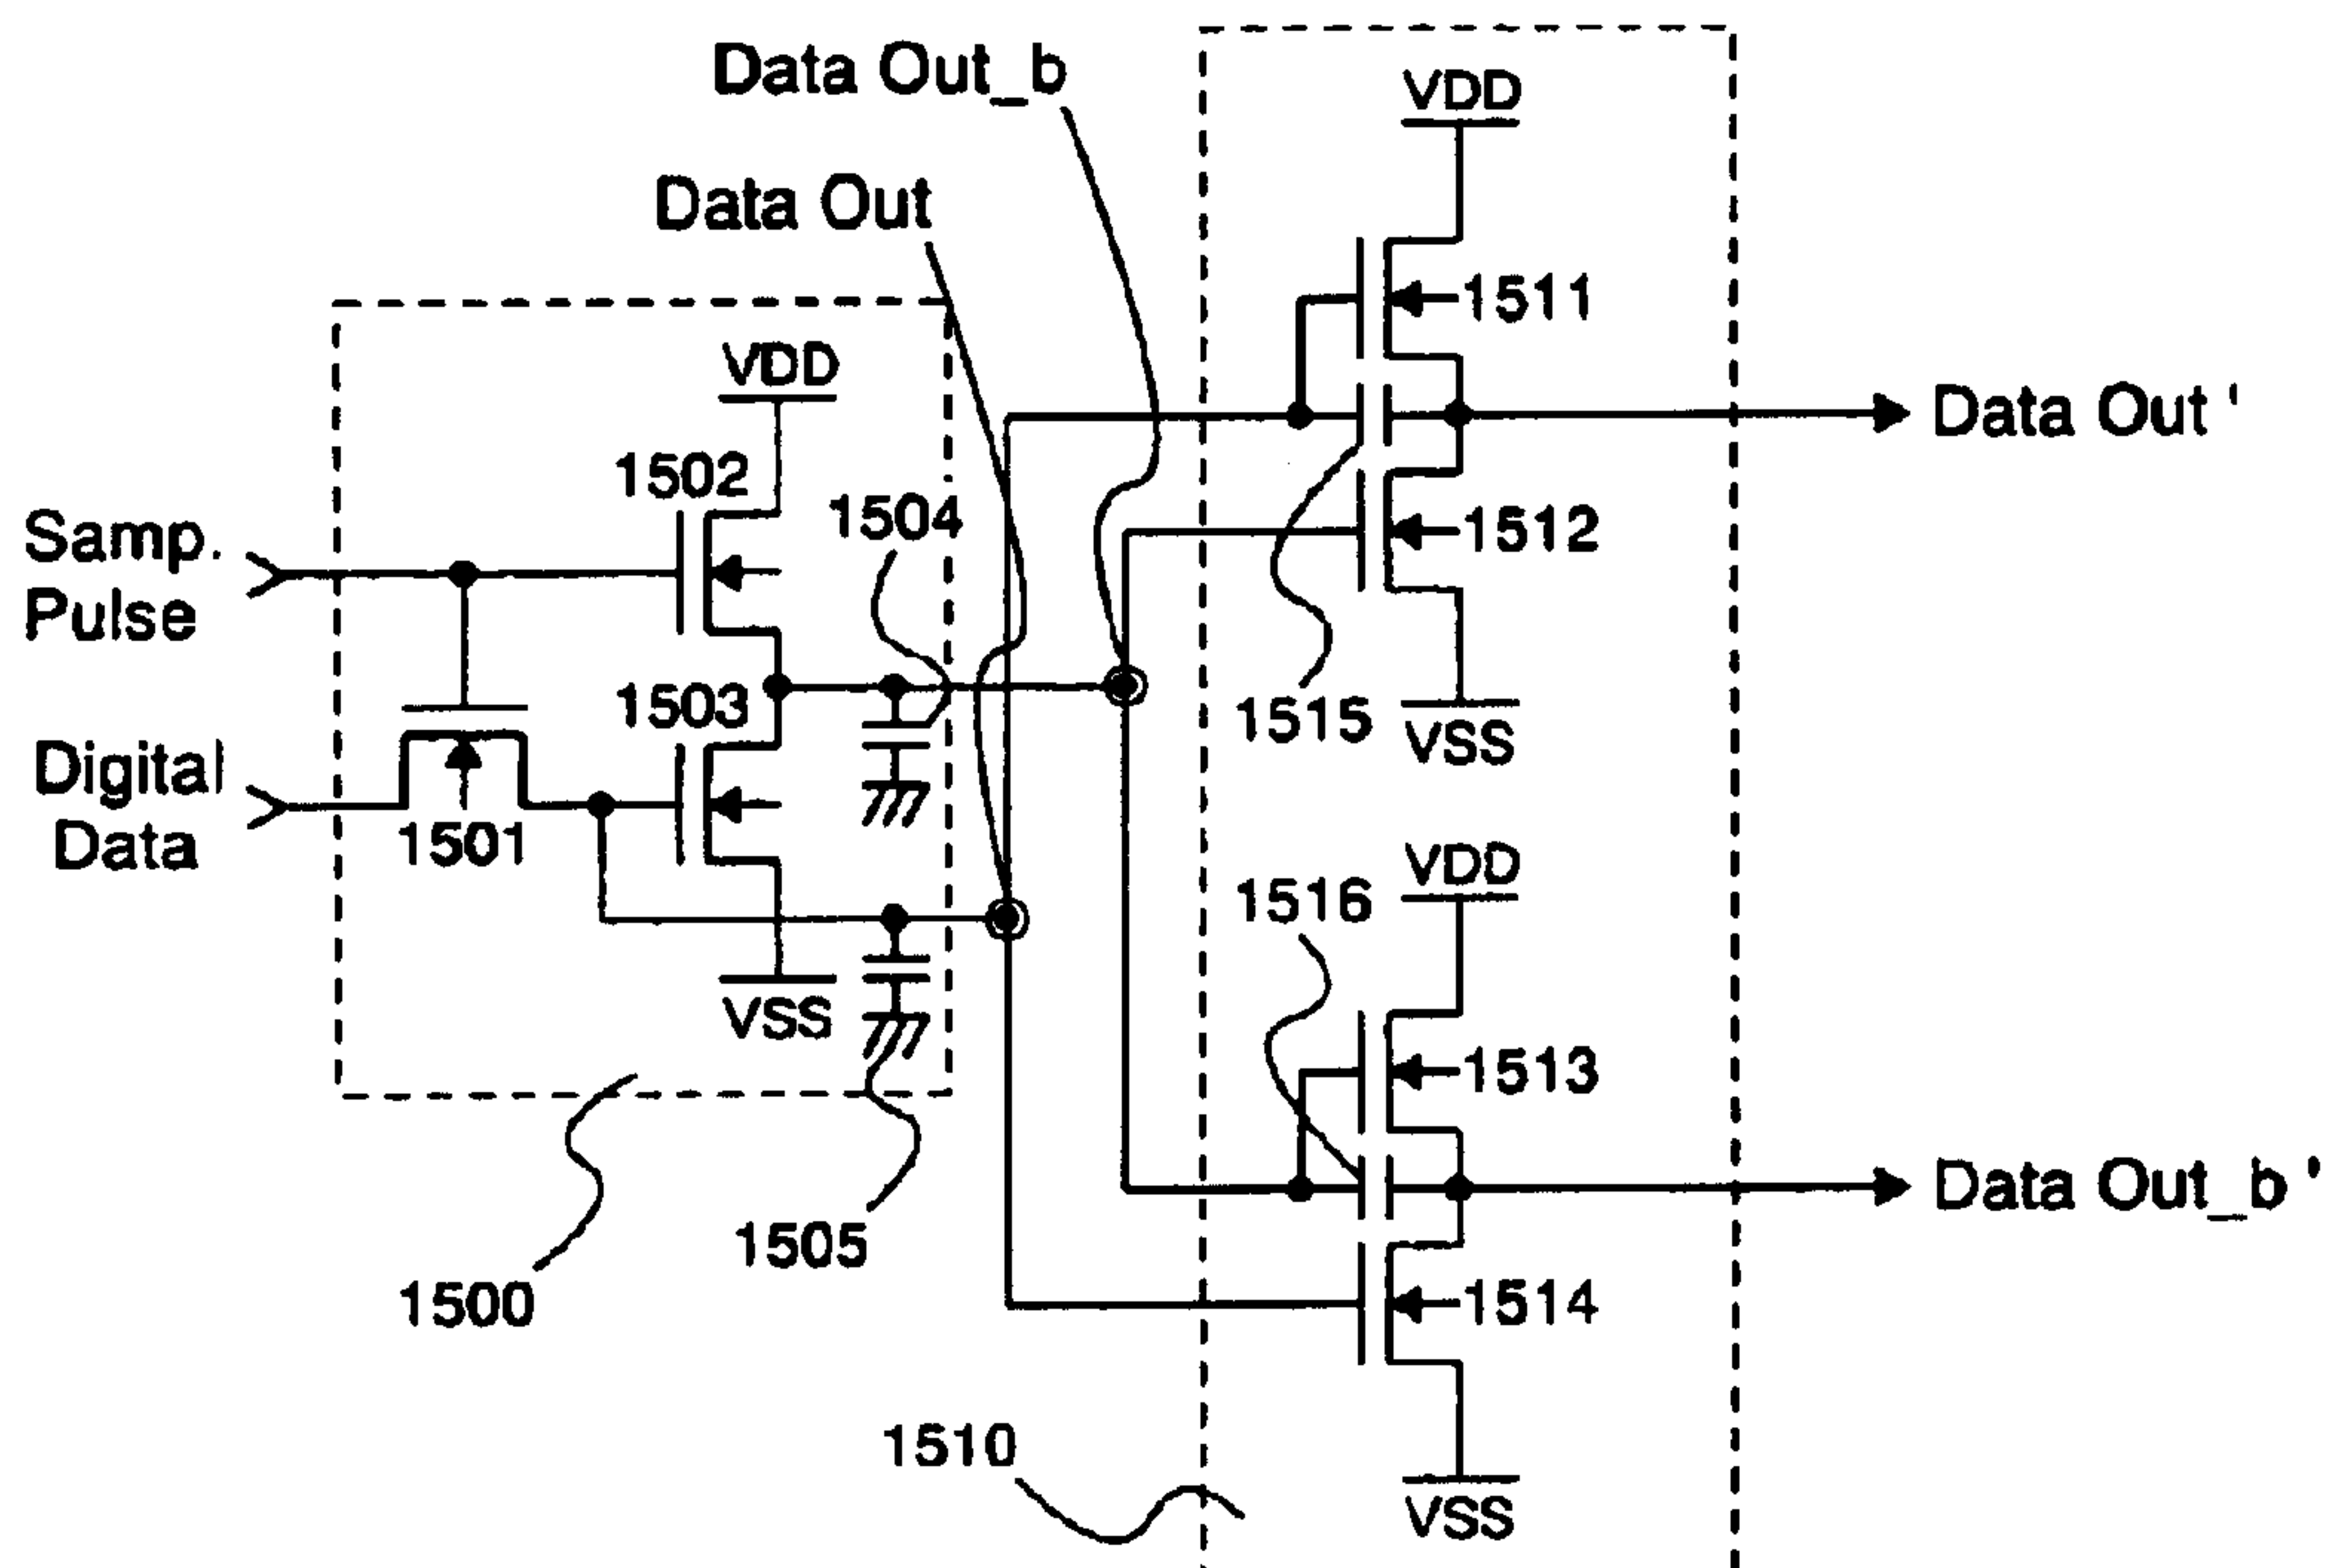 Data Out_b
VDD
Data Out
1511
VDD
Data Out '
1502
1504
Samp.
Pulse
1512
1503
1515
VSS
Digital
Data
1501
VDD
1516
VSS
1513
Data Out_b '
1505
1500
1514
1510
VSS